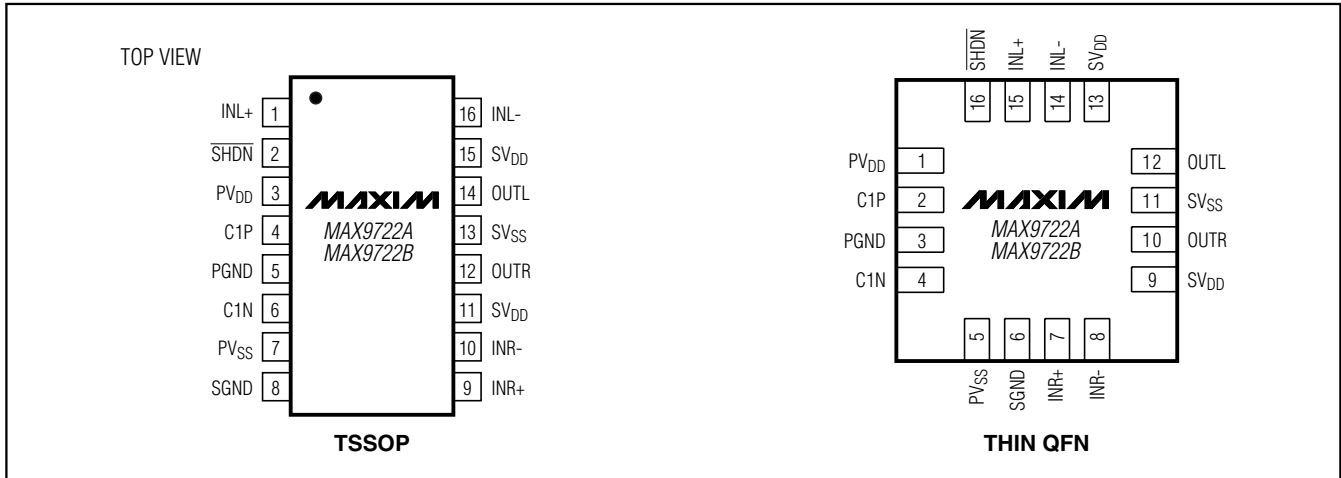 TOP VIEW
INL+ 1
SHDN 2
PVDD 3
C1P 4
PGND 5
C1N 6
PVSS 7
SGND 8
16 INL-
15 SVDD
14 OUTL
13 SVSS
12 OUTR
11 SVDD
10 INR-
9 INR+
MAXIM
MAX9722A
MAX9722B
TSSOP
SHDN INL+ INL- SVDD
16 15 14 13
PVDD 1
C1P 2
PGND 3
C1N 4
12 OUTL
11 SVSS
10 OUTR
9 SVDD
MAXIM
MAX9722A
MAX9722B
5 6 7 8
PVSS SGND INR+ INR-
THIN QFN